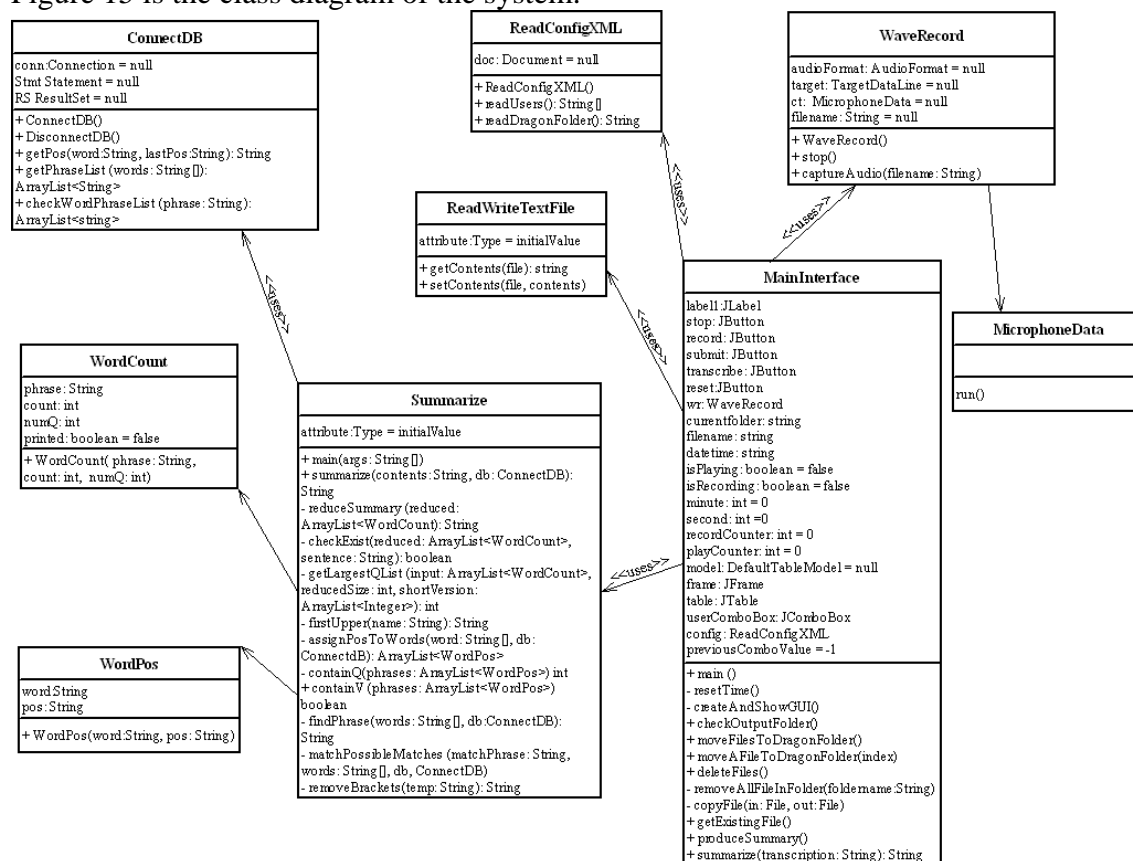 Figure 13 is the class diagram of the system.
ConnectDB
conn:Connection = null
Stmt Statement = null
RS ResultSet = null
+ ConnectDB()
+ DisconnectDB()
+ getPos(word:String, lastPos:String): String
+ getPhraseList (words: String[]):
ArrayList<String>
+ checkWordPhraseList (phrase: String):
ArrayList<string>
ReadConfigXML
doc: Document = null
+ ReadConfigXML()
+ readUsers(): String[]
+ readDragonFolder(): String
WaveRecord
audioFormat: AudioFormat = null
target: TargetDataLine = null
ct: MicrophoneData = null
filename: String = null
+ WaveRecord()
+ stop()
+ captureAudio(filename: String)
<<uses>>
<<uses>>
<<uses>>
<<uses>>
<<uses>>
ReadWriteTextFile
attribute:Type = initialValue
+ getContents(file): string
+ setContents(file, contents)
MicrophoneData
run()
WordCount
phrase: String
count: int
numQ: int
printed: boolean = false
+ WordCount( phrase: String,
count: int, numQ: int)
WordPos
word:String
pos: String
+ WordPos(word:String, pos: String)
Summarize
attribute:Type = initialValue
+ main(args: String[])
+ summarize(contents: String, db: ConnectDB):
String
- reduceSummary (reduced:
ArrayList<WordCount): String
- checkExist(reduced: ArrayList<WordCount>,
sentence: String): boolean
- getLargestQList (input: ArrayList<WordCount>,
reducedSize: int, shortVersion:
ArrayList<Integer>): int
- firstUpper(name: String): String
- assignPosToWords(word: String[], db:
ConnectdB): ArrayList<WordPos>
- containQ(phrases: ArrayList<WordPos>) int
+ containV (phrases: ArrayList<WordPos>)
boolean
- findPhrase(words: String[], db:ConnectDB):
String
- matchPossibleMatches (matchPhrase: String,
words: String[], db, ConnectDB)
- removeBrackets(temp: String): String
MainInterface
label1:JLabel
stop: JButton
record: JButton
submit: JButton
transcribe: JButton
reset:JButton
wr: WaveRecord
currentfolder: string
filename: string
datetime: string
isPlaying: boolean = false
isRecording: boolean = false
minute: int = 0
second: int =0
recordCounter: int = 0
playCounter: int = 0
model: DefaultTableModel = null
frame: JFrame
table: JTable
userComboBox: JComboBox
config: ReadConfigXML
previousComboValue = -1
+ main ()
- resetTime()
- createAndShowGUI()
+ checkOutputFolder()
+ moveFilesToDragonFolder()
+ moveAFileToDragonFolder(index)
+ deleteFiles()
- removeAllFileInFolder(foldername:String)
- copyFile(in: File, out: File)
+ getExistingFile()
+ produceSummary()
+ summarize(transcription: String): String